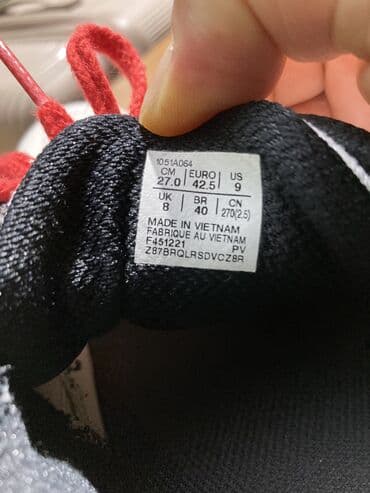 1051A064
CM EURO US
27.0 42.5 9
UK BR CN
8 40 270(2.5)
MADE IN VIETNAM
FABRIQUE AU VIETNAM
F451221 PV
Z87BRQLRSDVCZ8R